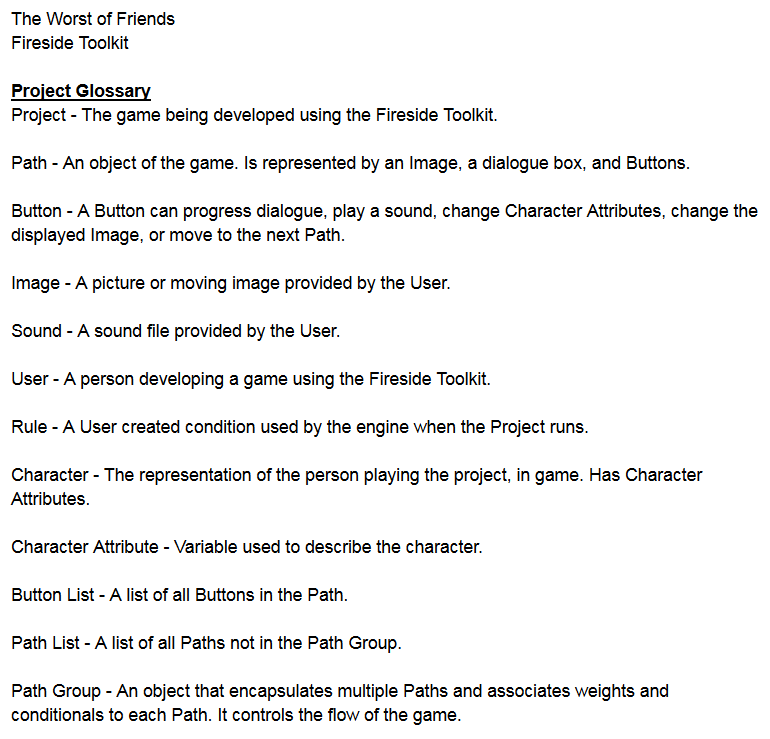 The Worst of Friends
Fireside Toolkit
Project Glossary
Project - The game being developed using the Fireside Toolkit.
Path - An object of the game. Is represented by an Image, a dialogue box, and Buttons.
Button - A Button can progress dialogue, play a sound, change Character Attributes, change the
displayed Image, or move to the next Path.
Image - A picture or moving image provided by the User.
Sound - A sound file provided by the User.
User - A person developing a game using the Fireside Toolkit.
Rule - A User created condition used by the engine when the Project runs.
Character - The representation of the person playing the project, in game. Has Character
Attributes.
Character Attribute - Variable used to describe the character.
Button List - A list of all Buttons in the Path.
Path List - A list of all Paths not in the Path Group.
Path Group - An object that encapsulates multiple Paths and associates weights and
conditionals to each Path. It controls the flow of the game.